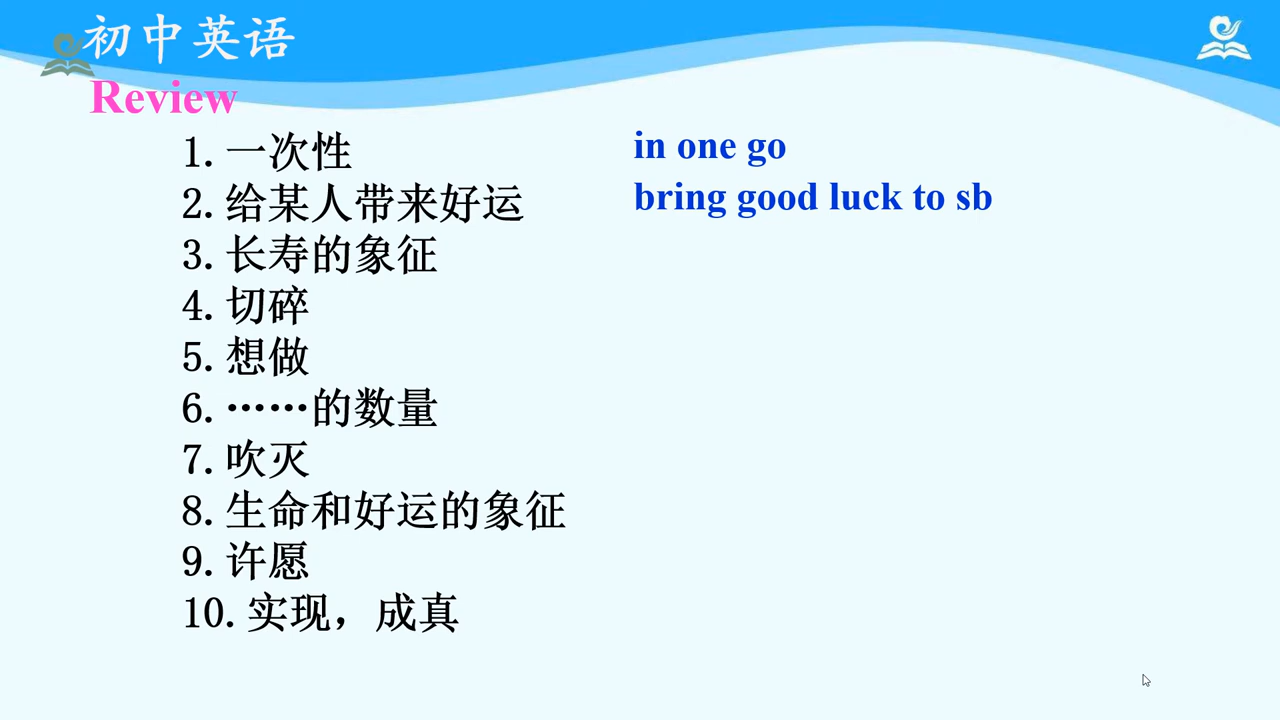 初中英语
Review
1.一次性 in one go
2.给某人带来好运 bring good luck to sb
3.长寿的象征
4.切碎
5.想做
6.……的数量
7.吹灭
8.生命和好运的象征
9.许愿
10.实现，成真